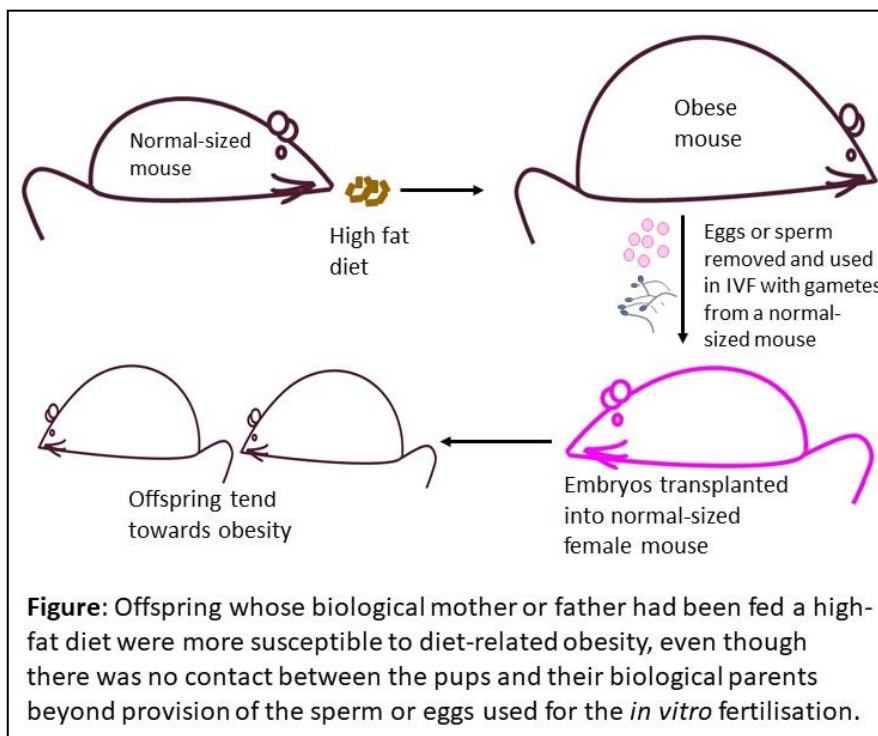 Normal-sized
mouse
High fat
diet
Obese
mouse
Eggs or sperm
removed and used
in IVF with gametes
from a normal-
sized mouse
Embryos transplanted
into normal-sized
female mouse
Offspring tend
towards obesity
Figure: Offspring whose biological mother or father had been fed a high-
fat diet were more susceptible to diet-related obesity, even though
there was no contact between the pups and their biological parents
beyond provision of the sperm or eggs used for the in vitro fertilisation.